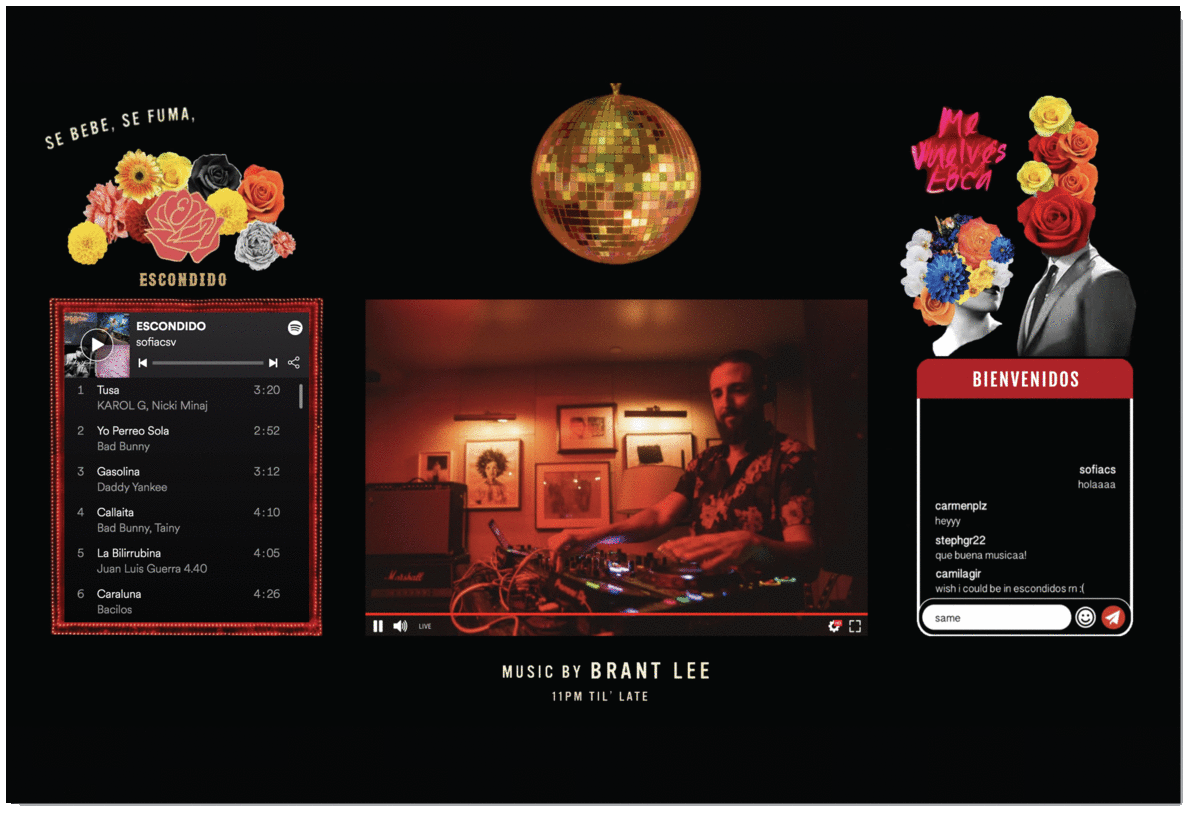 SE BEBE, SE FUMA,
ESCONDIDO
ESCONDIDO
sofiacsv
1 Tusa 3:20
KAROL G, Nicki Minaj
2 Yo Perreo Sola 2:52
Bad Bunny
3 Gasolina 3:12
Daddy Yankee
4 Callaita 4:10
Bad Bunny, Tainy
5 La Bilirrubina 4:05
Juan Luis Guerra 4.40
6 Caraluna 4:26
Bacilos
Marshall
LIVE
MUSIC BY BRANT LEE
11PM TIL' LATE
Me
Vuelves
Loca
BIENVENIDOS
sofiacs
holaaaa
carmenplz
heyyy
stephgr22
que buena musicaa!
camilagir
wish i could be in escondidos rn :(
same